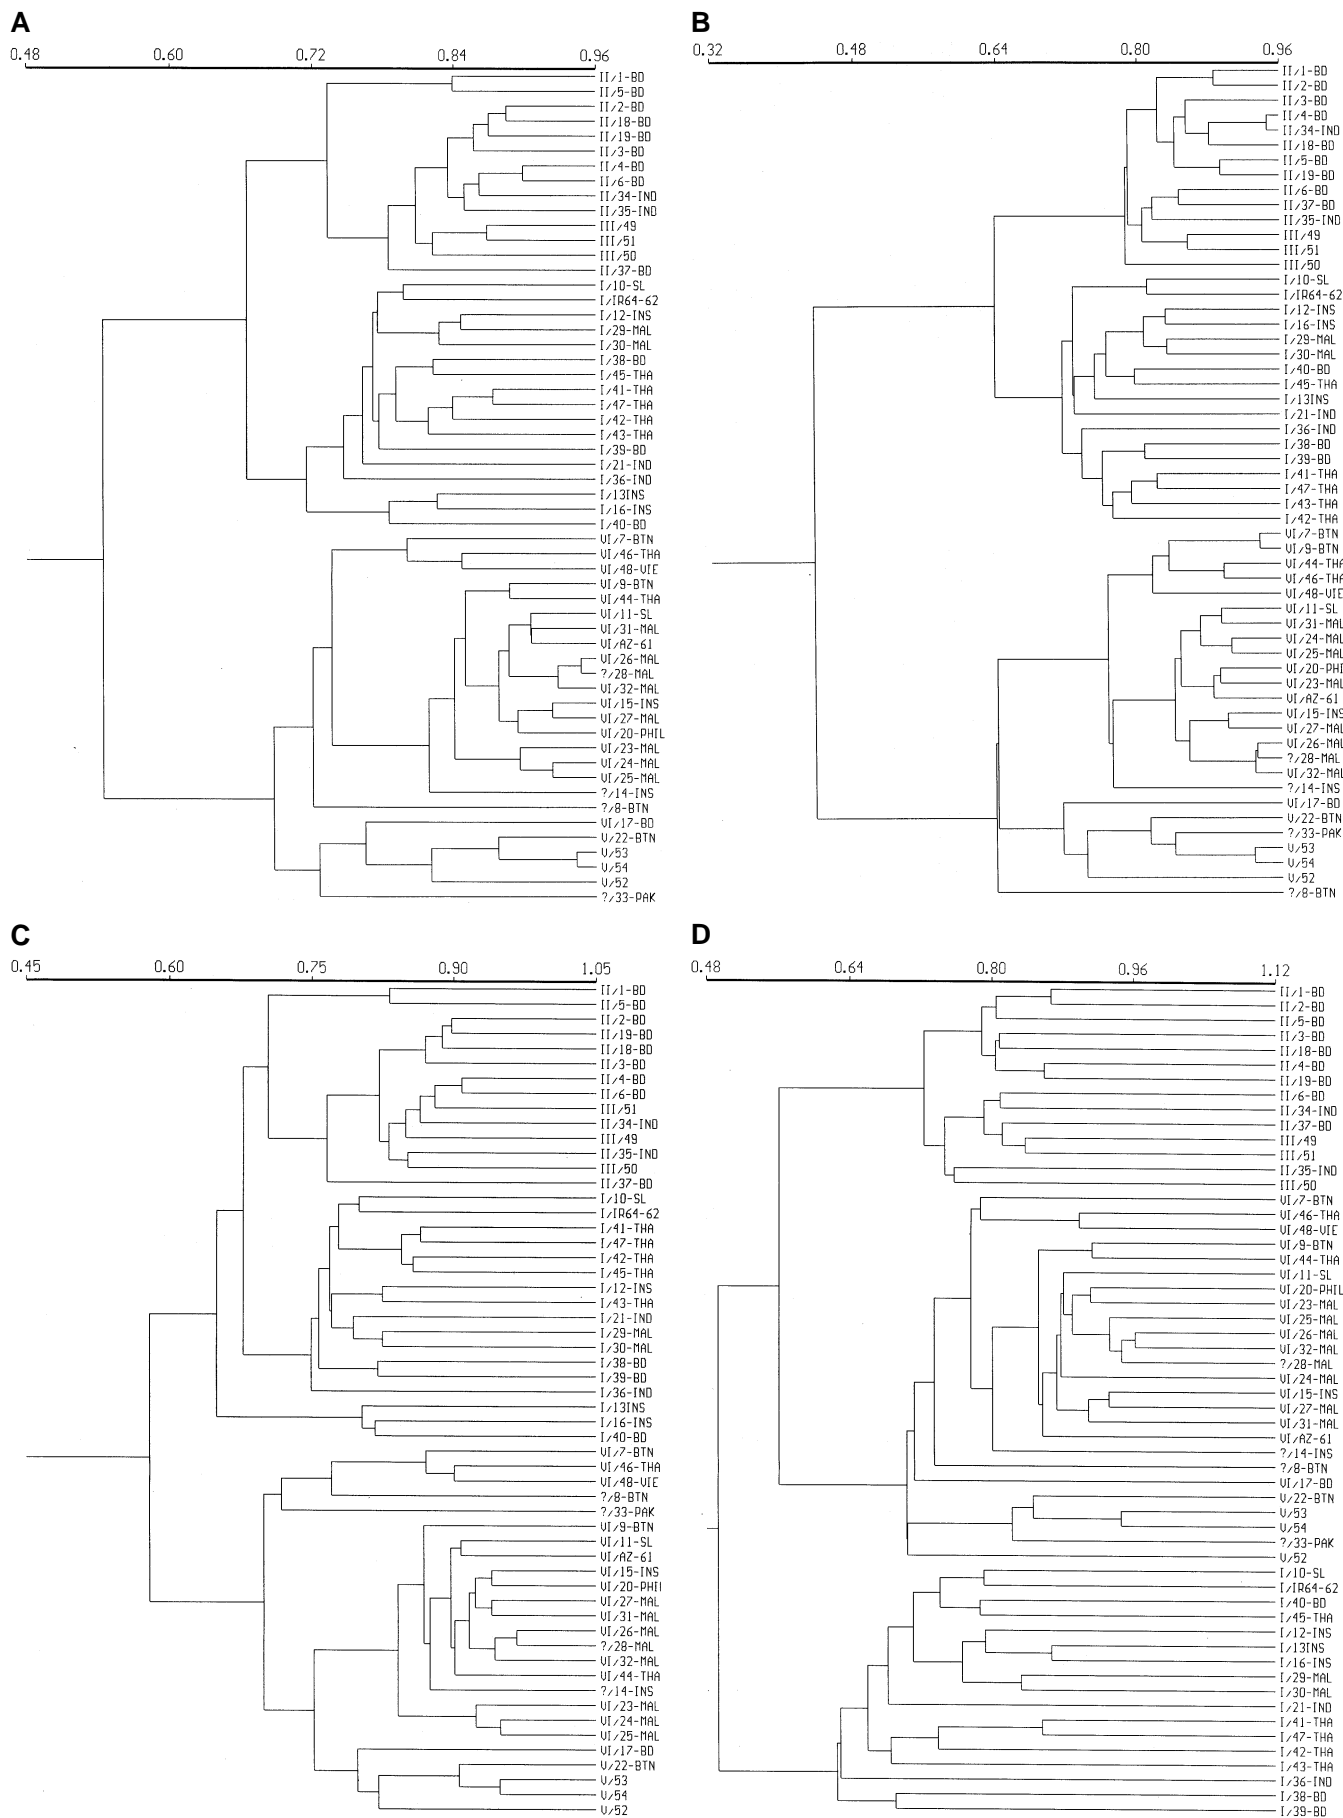 A
0.48 0.60 0.72 0.84 0.96
II/1-BD
II/5-BD
II/2-BD
II/18-BD
II/19-BD
II/3-BD
II/4-BD
II/6-BD
II/34-IND
II/35-IND
III/49
III/51
III/50
II/37-BD
I/10-SL
I/IR64-62
I/12-INS
I/29-MAL
I/30-MAL
I/38-BD
I/45-THA
I/41-THA
I/47-THA
I/42-THA
I/43-THA
I/39-BD
I/21-IND
I/36-IND
I/13INS
I/16-INS
I/40-BD
VI/7-BTN
VI/46-THA
VI/48-VIE
VI/9-BTN
VI/44-THA
VI/11-SL
VI/31-MAL
VI/AZ-61
VI/26-MAL
?/28-MAL
VI/32-MAL
VI/15-INS
VI/27-MAL
VI/20-PHIL
VI/23-MAL
VI/24-MAL
VI/25-MAL
?/14-INS
?/8-BTN
VI/17-BD
V/22-BTN
V/53
V/54
V/52
?/33-PAK
B
0.32 0.48 0.64 0.80 0.96
II/1-BD
II/2-BD
II/3-BD
II/4-BD
II/34-IND
II/18-BD
II/5-BD
II/19-BD
II/6-BD
II/37-BD
II/35-IND
III/49
III/51
III/50
I/10-SL
I/IR64-62
I/12-INS
I/16-INS
I/29-MAL
I/30-MAL
I/40-BD
I/45-THA
I/13INS
I/21-IND
I/36-IND
I/38-BD
I/39-BD
I/41-THA
I/47-THA
I/43-THA
I/42-THA
VI/7-BTN
VI/9-BTN
VI/44-THA
VI/46-THA
VI/48-VIE
VI/11-SL
VI/31-MAL
VI/24-MAL
VI/25-MAL
VI/20-PHI
VI/23-MAL
VI/AZ-61
VI/15-INS
VI/27-MAL
VI/26-MAL
?/28-MAL
VI/32-MAL
?/14-INS
VI/17-BD
V/22-BTN
?/33-PAK
V/53
V/54
V/52
?/8-BTN
C
0.45 0.60 0.75 0.90 1.05
II/1-BD
II/5-BD
II/2-BD
II/19-BD
II/18-BD
II/3-BD
II/4-BD
II/6-BD
III/51
II/34-IND
III/49
II/35-IND
III/50
II/37-BD
I/10-SL
I/IR64-62
I/41-THA
I/47-THA
I/42-THA
I/45-THA
I/12-INS
I/43-THA
I/21-IND
I/29-MAL
I/30-MAL
I/38-BD
I/39-BD
I/36-IND
I/13INS
I/16-INS
I/40-BD
VI/7-BTN
VI/46-THA
VI/48-VIE
?/8-BTN
?/33-PAK
VI/9-BTN
VI/11-SL
VI/AZ-61
VI/15-INS
VI/20-PHI
VI/27-MAL
VI/31-MAL
VI/26-MAL
?/28-MAL
VI/32-MAL
VI/44-THA
?/14-INS
VI/23-MAL
VI/24-MAL
VI/25-MAL
VI/17-BD
V/22-BTN
V/53
V/54
V/52
D
0.48 0.64 0.80 0.96 1.12
II/1-BD
II/2-BD
II/5-BD
II/3-BD
II/18-BD
II/4-BD
II/19-BD
II/6-BD
II/34-IND
II/37-BD
III/49
III/51
II/35-IND
III/50
VI/7-BTN
VI/46-THA
VI/48-VIE
VI/9-BTN
VI/44-THA
VI/11-SL
VI/20-PHIL
VI/23-MAL
VI/25-MAL
VI/26-MAL
VI/32-MAL
?/28-MAL
VI/24-MAL
VI/15-INS
VI/27-MAL
VI/31-MAL
VI/AZ-61
?/14-INS
?/8-BTN
VI/17-BD
V/22-BTN
V/53
V/54
?/33-PAK
V/52
I/10-SL
I/IR64-62
I/40-BD
I/45-THA
I/12-INS
I/13INS
I/16-INS
I/29-MAL
I/30-MAL
I/21-IND
I/41-THA
I/47-THA
I/42-THA
I/43-THA
I/36-IND
I/38-BD
I/39-BD